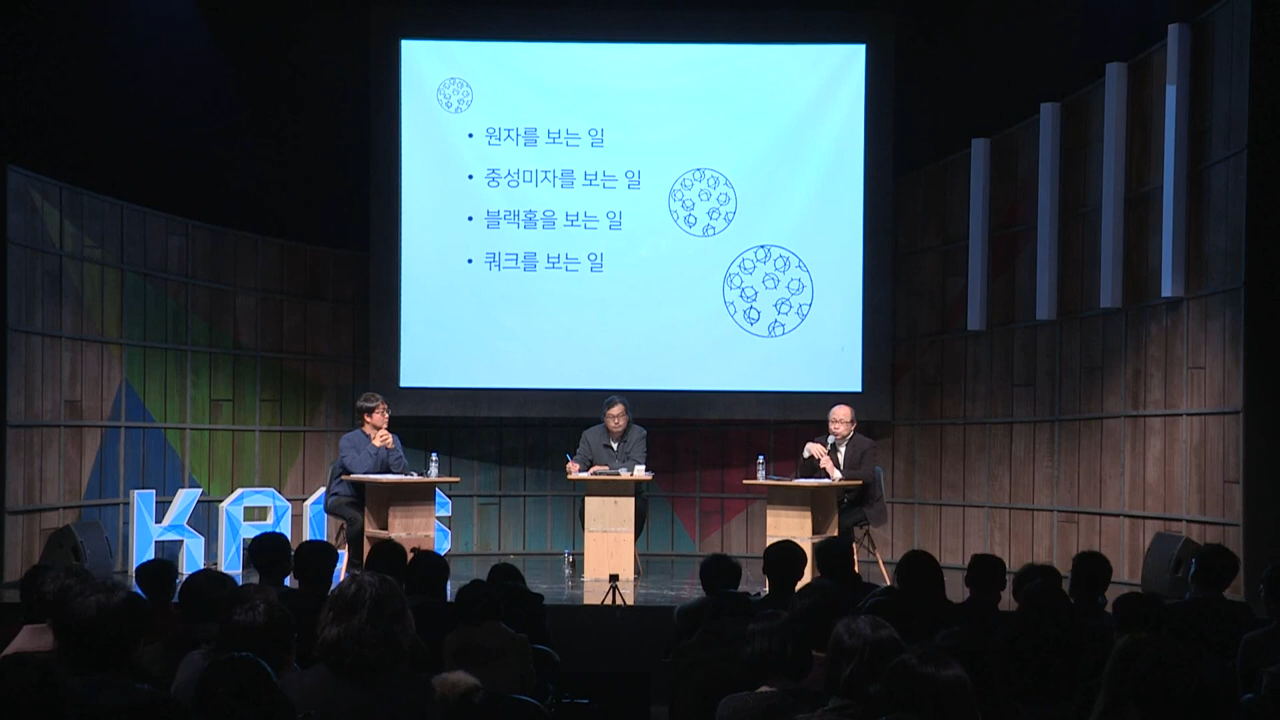 • 원자를 보는 일
• 중성미자를 보는 일
• 블랙홀을 보는 일
• 쿼크를 보는 일